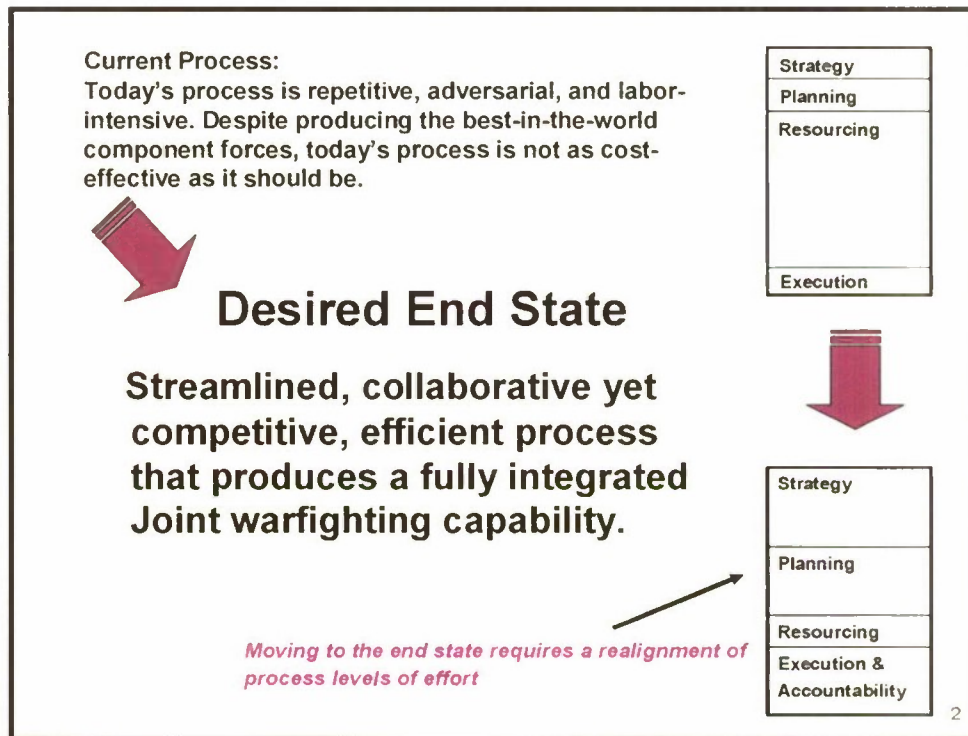 Current Process:
Today's process is repetitive, adversarial, and labor-
intensive. Despite producing the best-in-the-world
component forces, today's process is not as cost-
effective as it should be.
Desired End State
Streamlined, collaborative yet
competitive, efficient process
that produces a fully integrated
Joint warfighting capability.
Moving to the end state requires a realignment of
process levels of effort
Strategy
Planning
Resourcing
Execution
Strategy
Planning
Resourcing
Execution &
Accountability
2